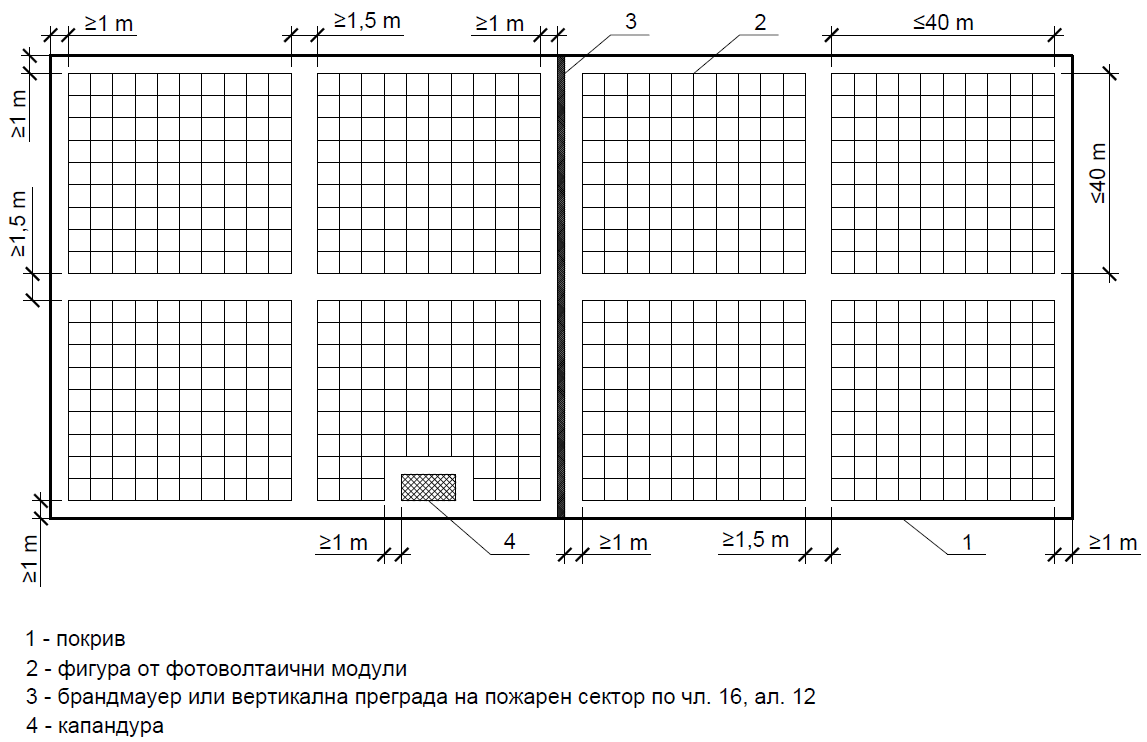 ≥1 m
≥1,5 m
≥1 m
3
2
≤40 m
≥1 m
≥1,5 m
≤40 m
≥1 m
≥1 m
4
≥1 m
≥1,5 m
1
≥1 m
1 - покрив
2 - фигура от фотоволтаични модули
3 - брандмауер или вертикална преграда на пожарен сектор по чл. 16, ал. 12
4 - капандура